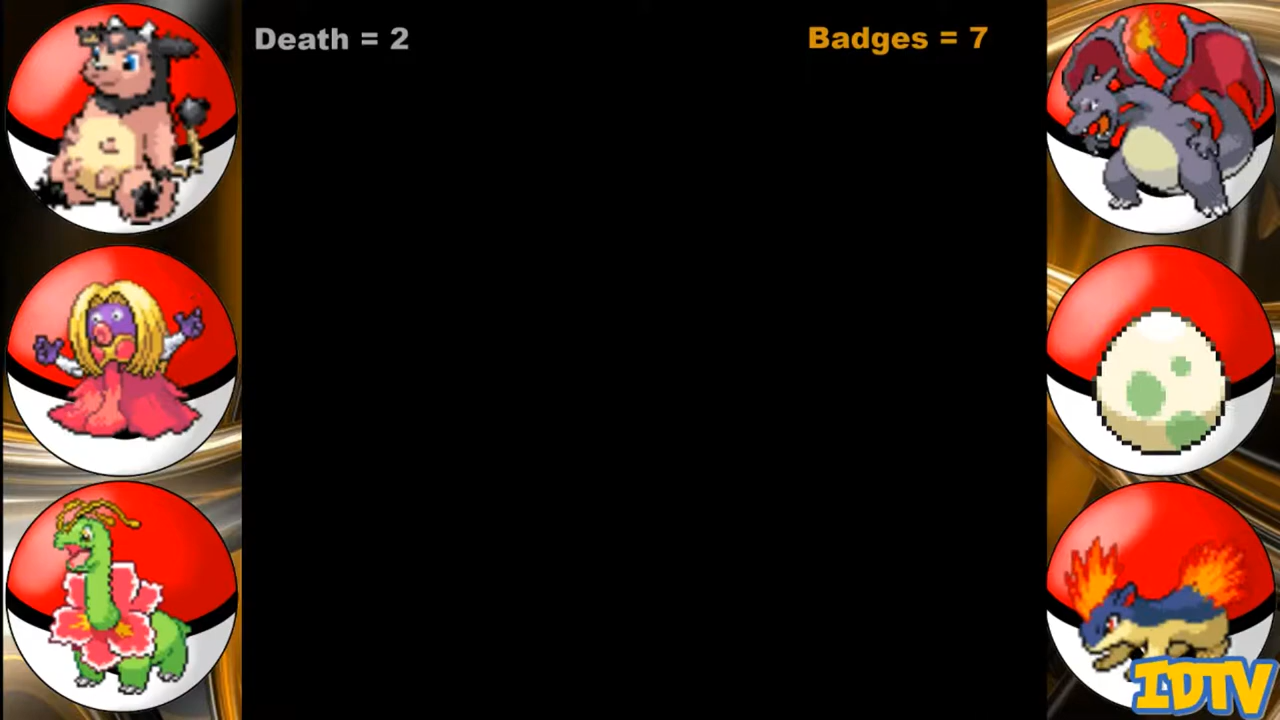 Death = 2
Badges = 7
IDTV